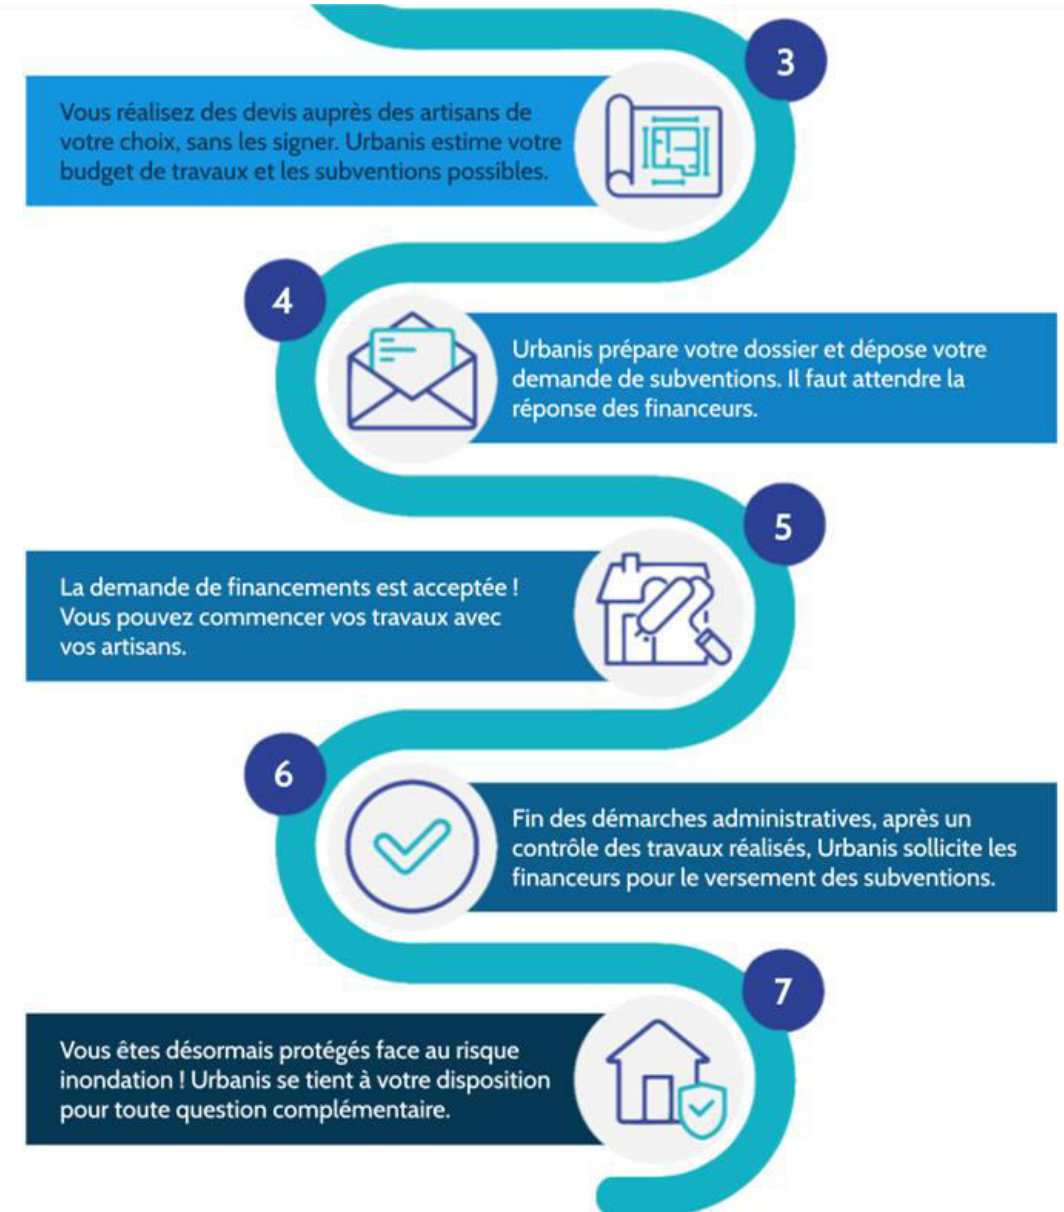 3
Vous réalisez des devis auprès des artisans de
votre choix, sans les signer. Urbanis estime votre
budget de travaux et les subventions possibles.
4
Urbanis prépare votre dossier et dépose votre
demande de subventions. Il faut attendre la
réponse des financeurs.
5
La demande de financements est acceptée !
Vous pouvez commencer vos travaux avec
vos artisans.
6
Fin des démarches administratives, après un
contrôle des travaux réalisés, Urbanis sollicite les
financeurs pour le versement des subventions.
7
Vous êtes désormais protégés face au risque
inondation ! Urbanis se tient à votre disposition
pour toute question complémentaire.